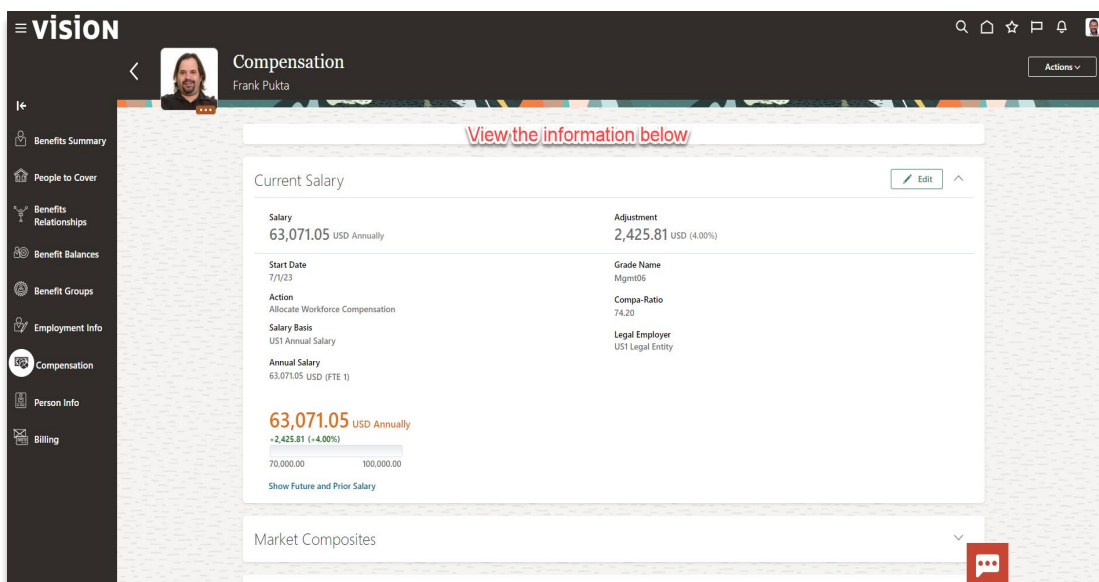 vision
Compensation
Frank Pukta
Actions
Benefits Summary
People to Cover
Benefits
Relationships
Benefit Balances
Benefit Groups
Employment Info
Compensation
Person Info
Billing
View the information below
Current Salary
Edit
Salary
63,071.05 USD Annually
Adjustment
2,425.81 USD (4.00%)
Start Date
7/1/23
Action
Allocate Workforce Compensation
Salary Basis
US1 Annual Salary
Annual Salary
63,071.05 USD (FTE 1)
Grade Name
Mgmt06
Compa-Ratio
74.20
Legal Employer
US1 Legal Entity
63,071.05 USD Annually
+2,425.81 (+4.00%)
70,000.00 100,000.00
Show Future and Prior Salary
Market Composites